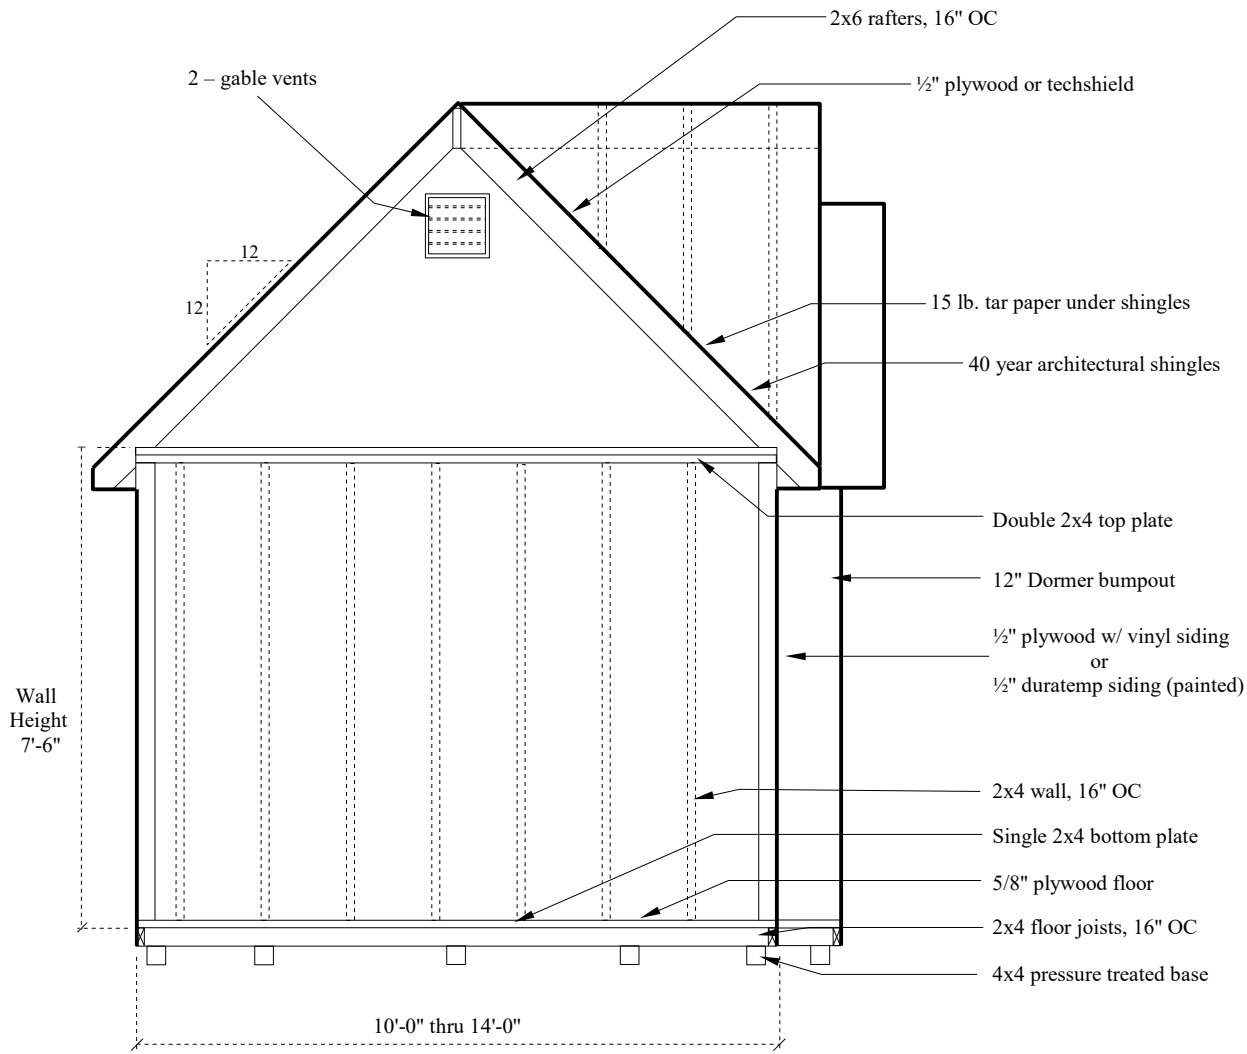 2x6 rafters, 16" OC
2 – gable vents
½" plywood or techshield
12
12
15 lb. tar paper under shingles
40 year architectural shingles
Double 2x4 top plate
12" Dormer bumpout
½" plywood w/ vinyl siding
or
½" duratemp siding (painted)
Wall
Height
7'-6"
2x4 wall, 16" OC
Single 2x4 bottom plate
5/8" plywood floor
2x4 floor joists, 16" OC
4x4 pressure treated base
10'-0" thru 14'-0"